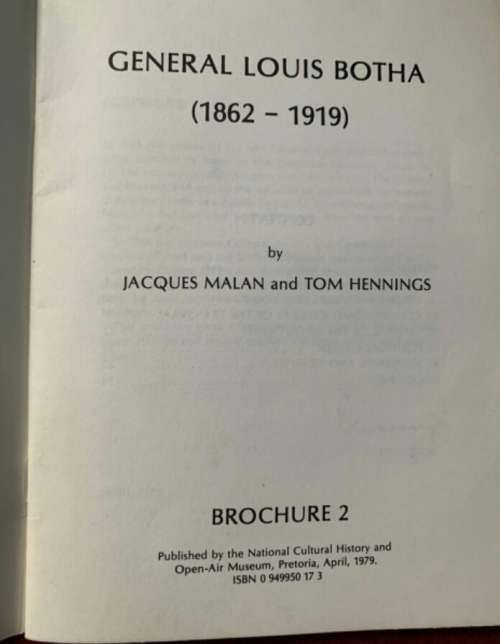 GENERAL LOUIS BOTHA
(1862 – 1919)
by
JACQUES MALAN and TOM HENNINGS
BROCHURE 2
Published by the National Cultural History and
Open-Air Museum, Pretoria, April, 1979.
ISBN 0 949950 17 3